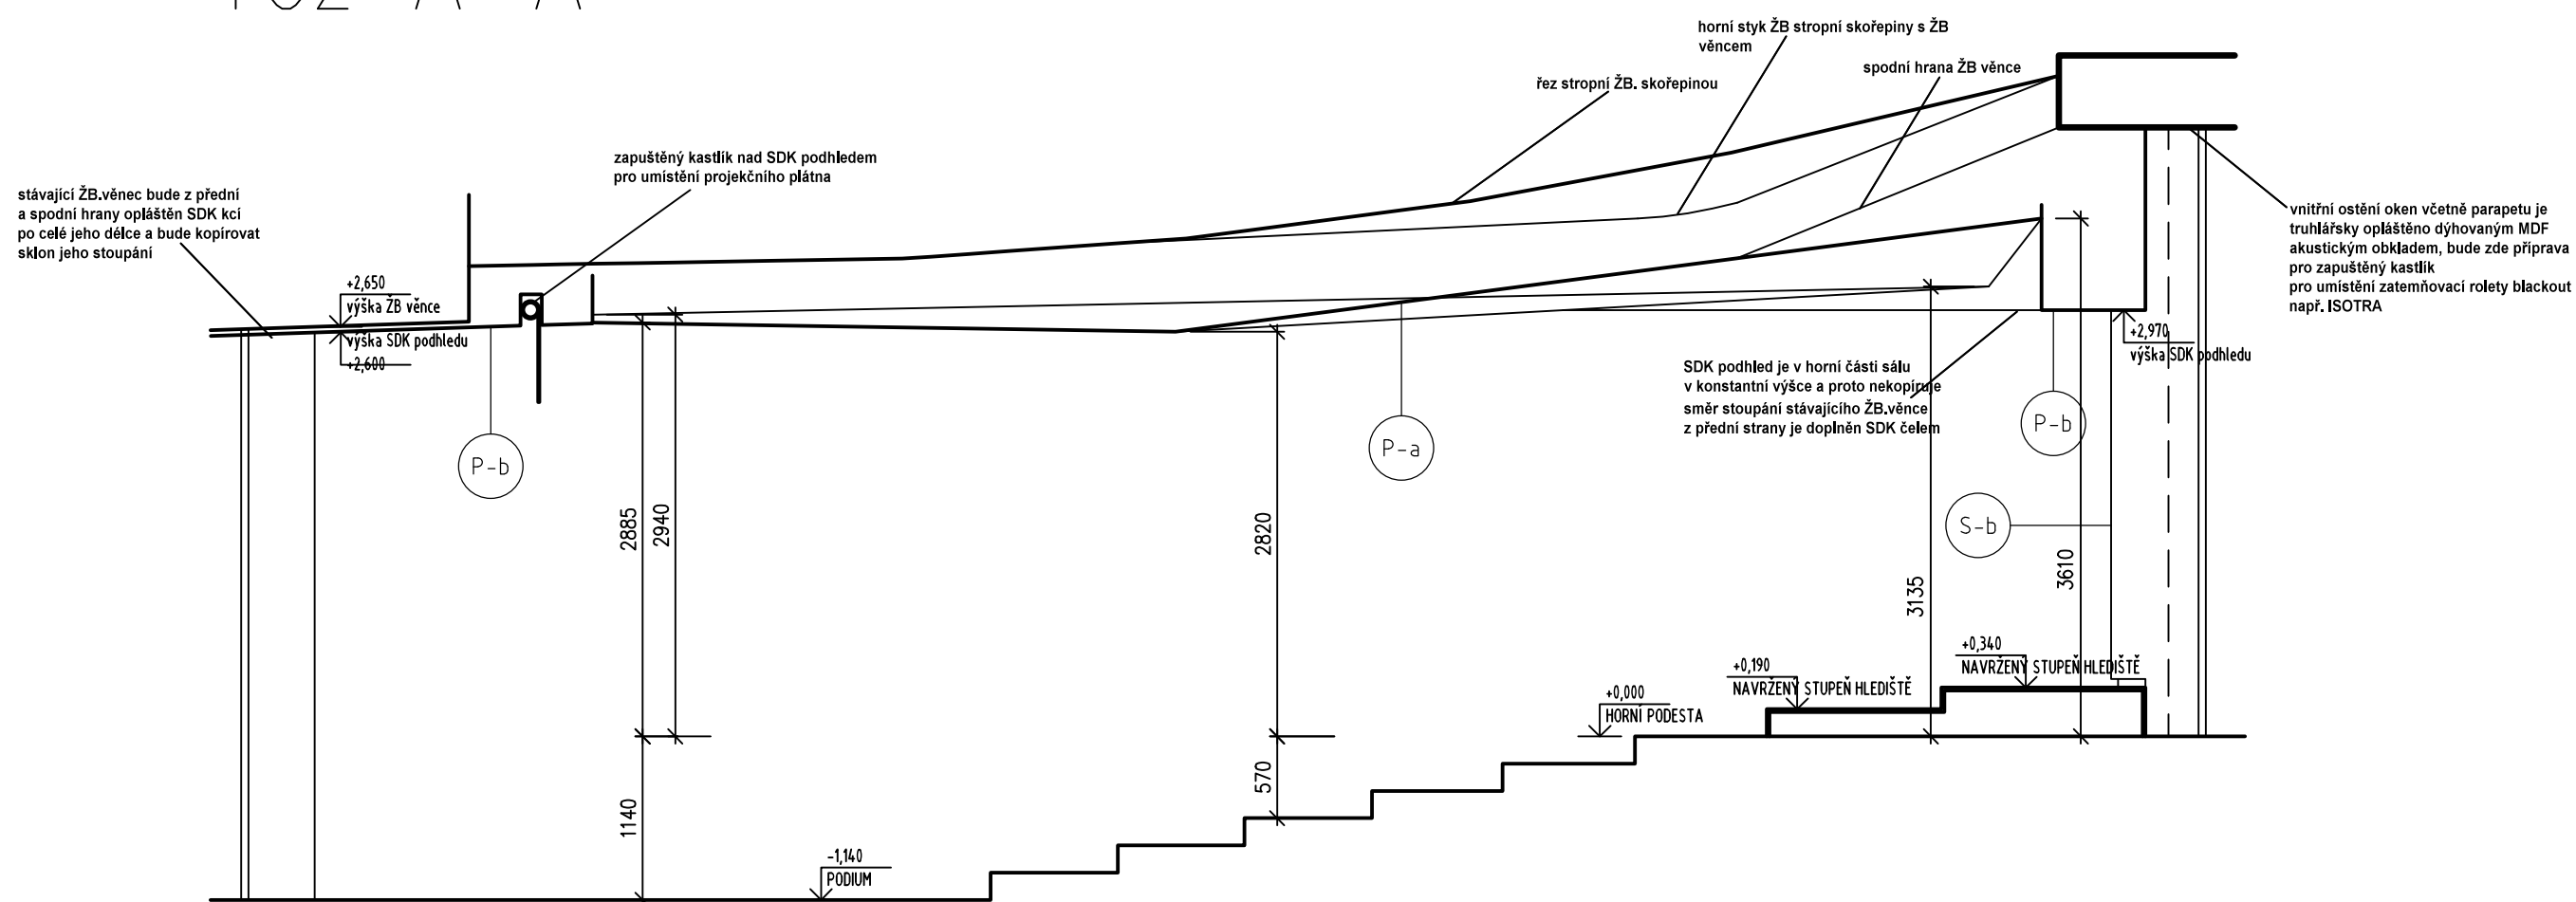 horní styk ŽB stropní skořepiny s ŽB
věncem
spodní hrana ŽB věnce
řez stropní ŽB. skořepinou
zapuštěný kastlík nad SDK podhledem
pro umístění projekčního plátna
stávající ŽB.věnec bude z přední
a spodní hrany opláštěn SDK kcí
po celé jeho délce a bude kopírovat
sklon jeho stoupání
vnitřní ostění oken včetně parapetu je
truhlářsky opláštěno dýhovaným MDF
akustickým obkladem, bude zde příprava
pro zapuštěný kastlík
pro umístění zatemňovací rolety blackout
např. ISOTRA
+2,650
výška ŽB věnce
výška SDK podhledu
+2,600
+2,970
výška SDK podhledu
SDK podhled je v horní části sálu
v konstantní výšce a proto nekopíruje
směr stoupání stávajícího ŽB.věnce
z přední strany je doplněn SDK čelem
P-b
P-a
P-b
S-b
2885
2940
2820
3135
3610
+0,340
NAVRŽENÝ STUPEŇ HLEDIŠTĚ
+0,190
NAVRŽENÝ STUPEŇ HLEDIŠTĚ
+0,000
HORNÍ PODESTA
570
1140
-1,140
PODIUM